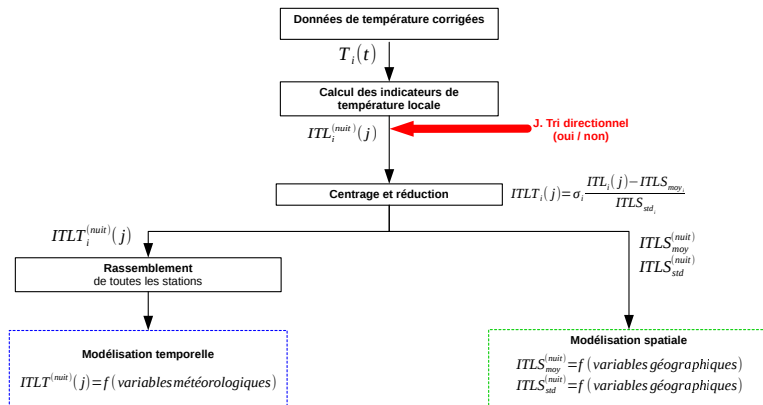 Données de température corrigées
T_i(t)
Calcul des indicateurs de
température locale
ITL_i^(nuit)(j)
J. Tri directionnel
(oui / non)
Centrage et réduction
ITLT_i(j)=σ_i (ITL_i(j)−ITLS_moy_i)/(ITLS_std_i)
ITLT_i^(nuit)(j)
ITLS_moy^(nuit)
ITLS_std^(nuit)
Rassemblement
de toutes les stations
Modélisation temporelle
ITLT^(nuit)(j)=f(variables météorologiques)
Modélisation spatiale
ITLS_moy^(nuit)=f(variables géographiques)
ITLS_std^(nuit)=f(variables géographiques)